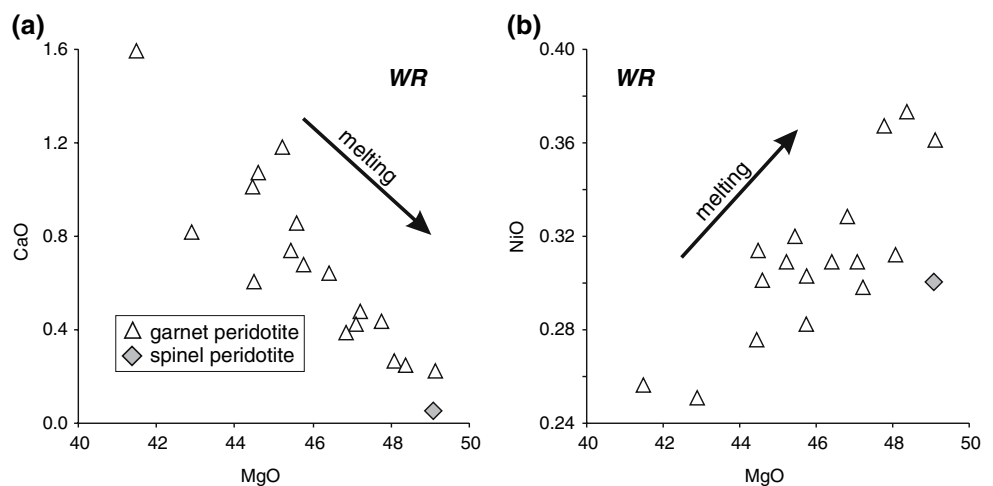 (a)
1.6
1.2
0.8
0.4
0.0
CaO
WR
melting
garnet peridotite
spinel peridotite
40 42 44 46 48 50
MgO
(b)
0.40
0.36
0.32
0.28
0.24
NiO
WR
melting
40 42 44 46 48 50
MgO